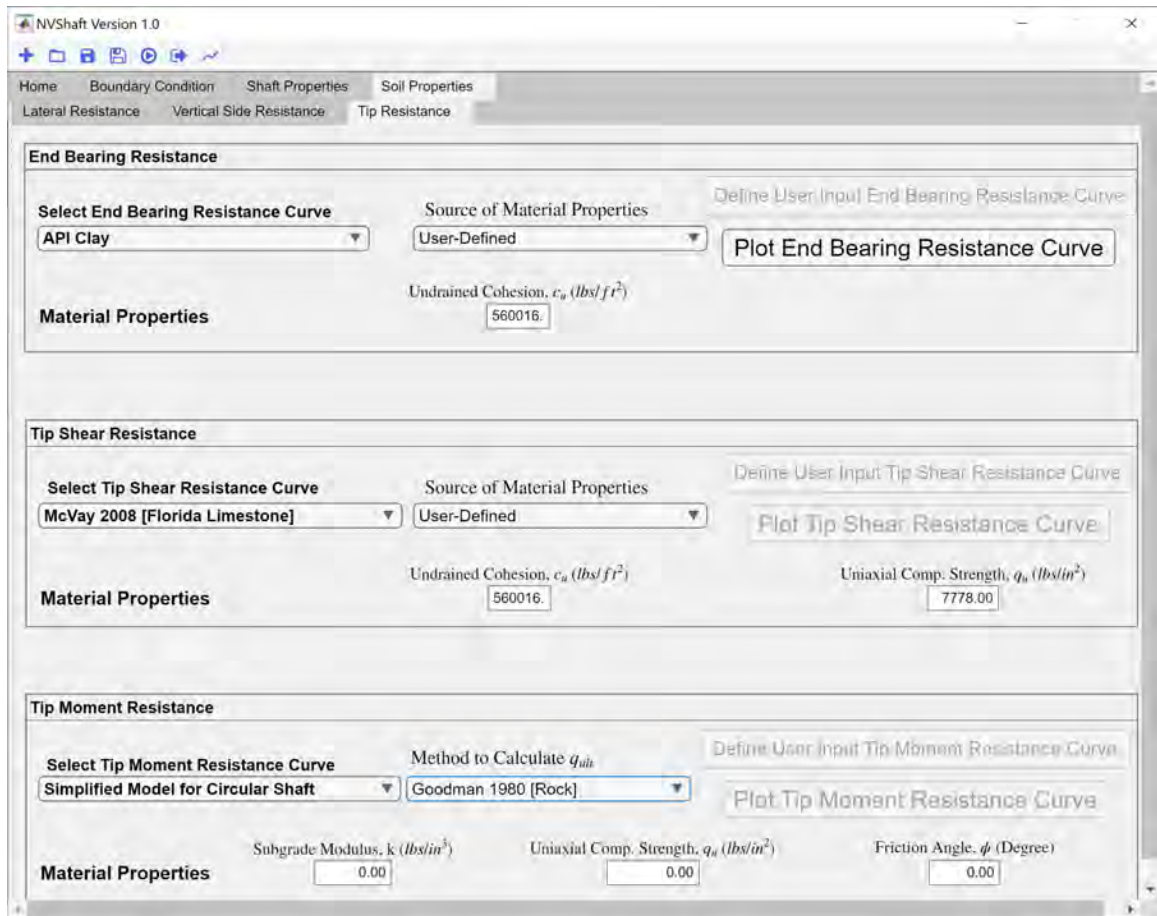 NVShaft Version 1.0
Home Boundary Condition Shaft Properties Soil Properties
Lateral Resistance Vertical Side Resistance Tip Resistance
End Bearing Resistance
Define User Input End Bearing Resistance Curve
Select End Bearing Resistance Curve Source of Material Properties
API Clay User-Defined
Plot End Bearing Resistance Curve
Undrained Cohesion, cᵤ (lbs/ft²)
Material Properties 560016.
Tip Shear Resistance
Define User Input Tip Shear Resistance Curve
Select Tip Shear Resistance Curve Source of Material Properties
McVay 2008 [Florida Limestone] User-Defined
Plot Tip Shear Resistance Curve
Undrained Cohesion, cᵤ (lbs/ft²) Uniaxial Comp. Strength, qᵤ (lbs/in²)
Material Properties 560016. 7778.00
Tip Moment Resistance
Define User Input Tip Moment Resistance Curve
Select Tip Moment Resistance Curve Method to Calculate qᵤₗₜ
Simplified Model for Circular Shaft Goodman 1980 [Rock]
Plot Tip Moment Resistance Curve
Subgrade Modulus, k (lbs/in³) Uniaxial Comp. Strength, qᵤ (lbs/in²) Friction Angle, ϕ (Degree)
Material Properties 0.00 0.00 0.00